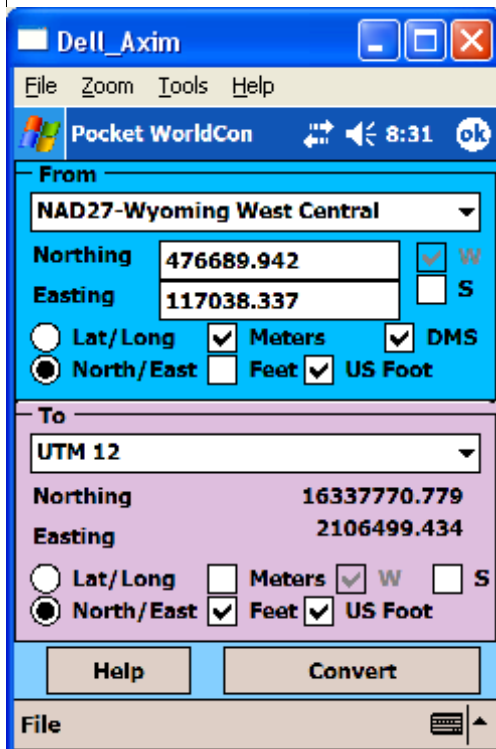 Dell_Axim
File Zoom Tools Help
Pocket WorldCon 8:31 ok
From
NAD27-Wyoming West Central
Northing 476689.942 W
Easting 117038.337 S
Lat/Long Meters DMS
North/East Feet US Foot
To
UTM 12
Northing 16337770.779
Easting 2106499.434
Lat/Long Meters W S
North/East Feet US Foot
Help Convert
File